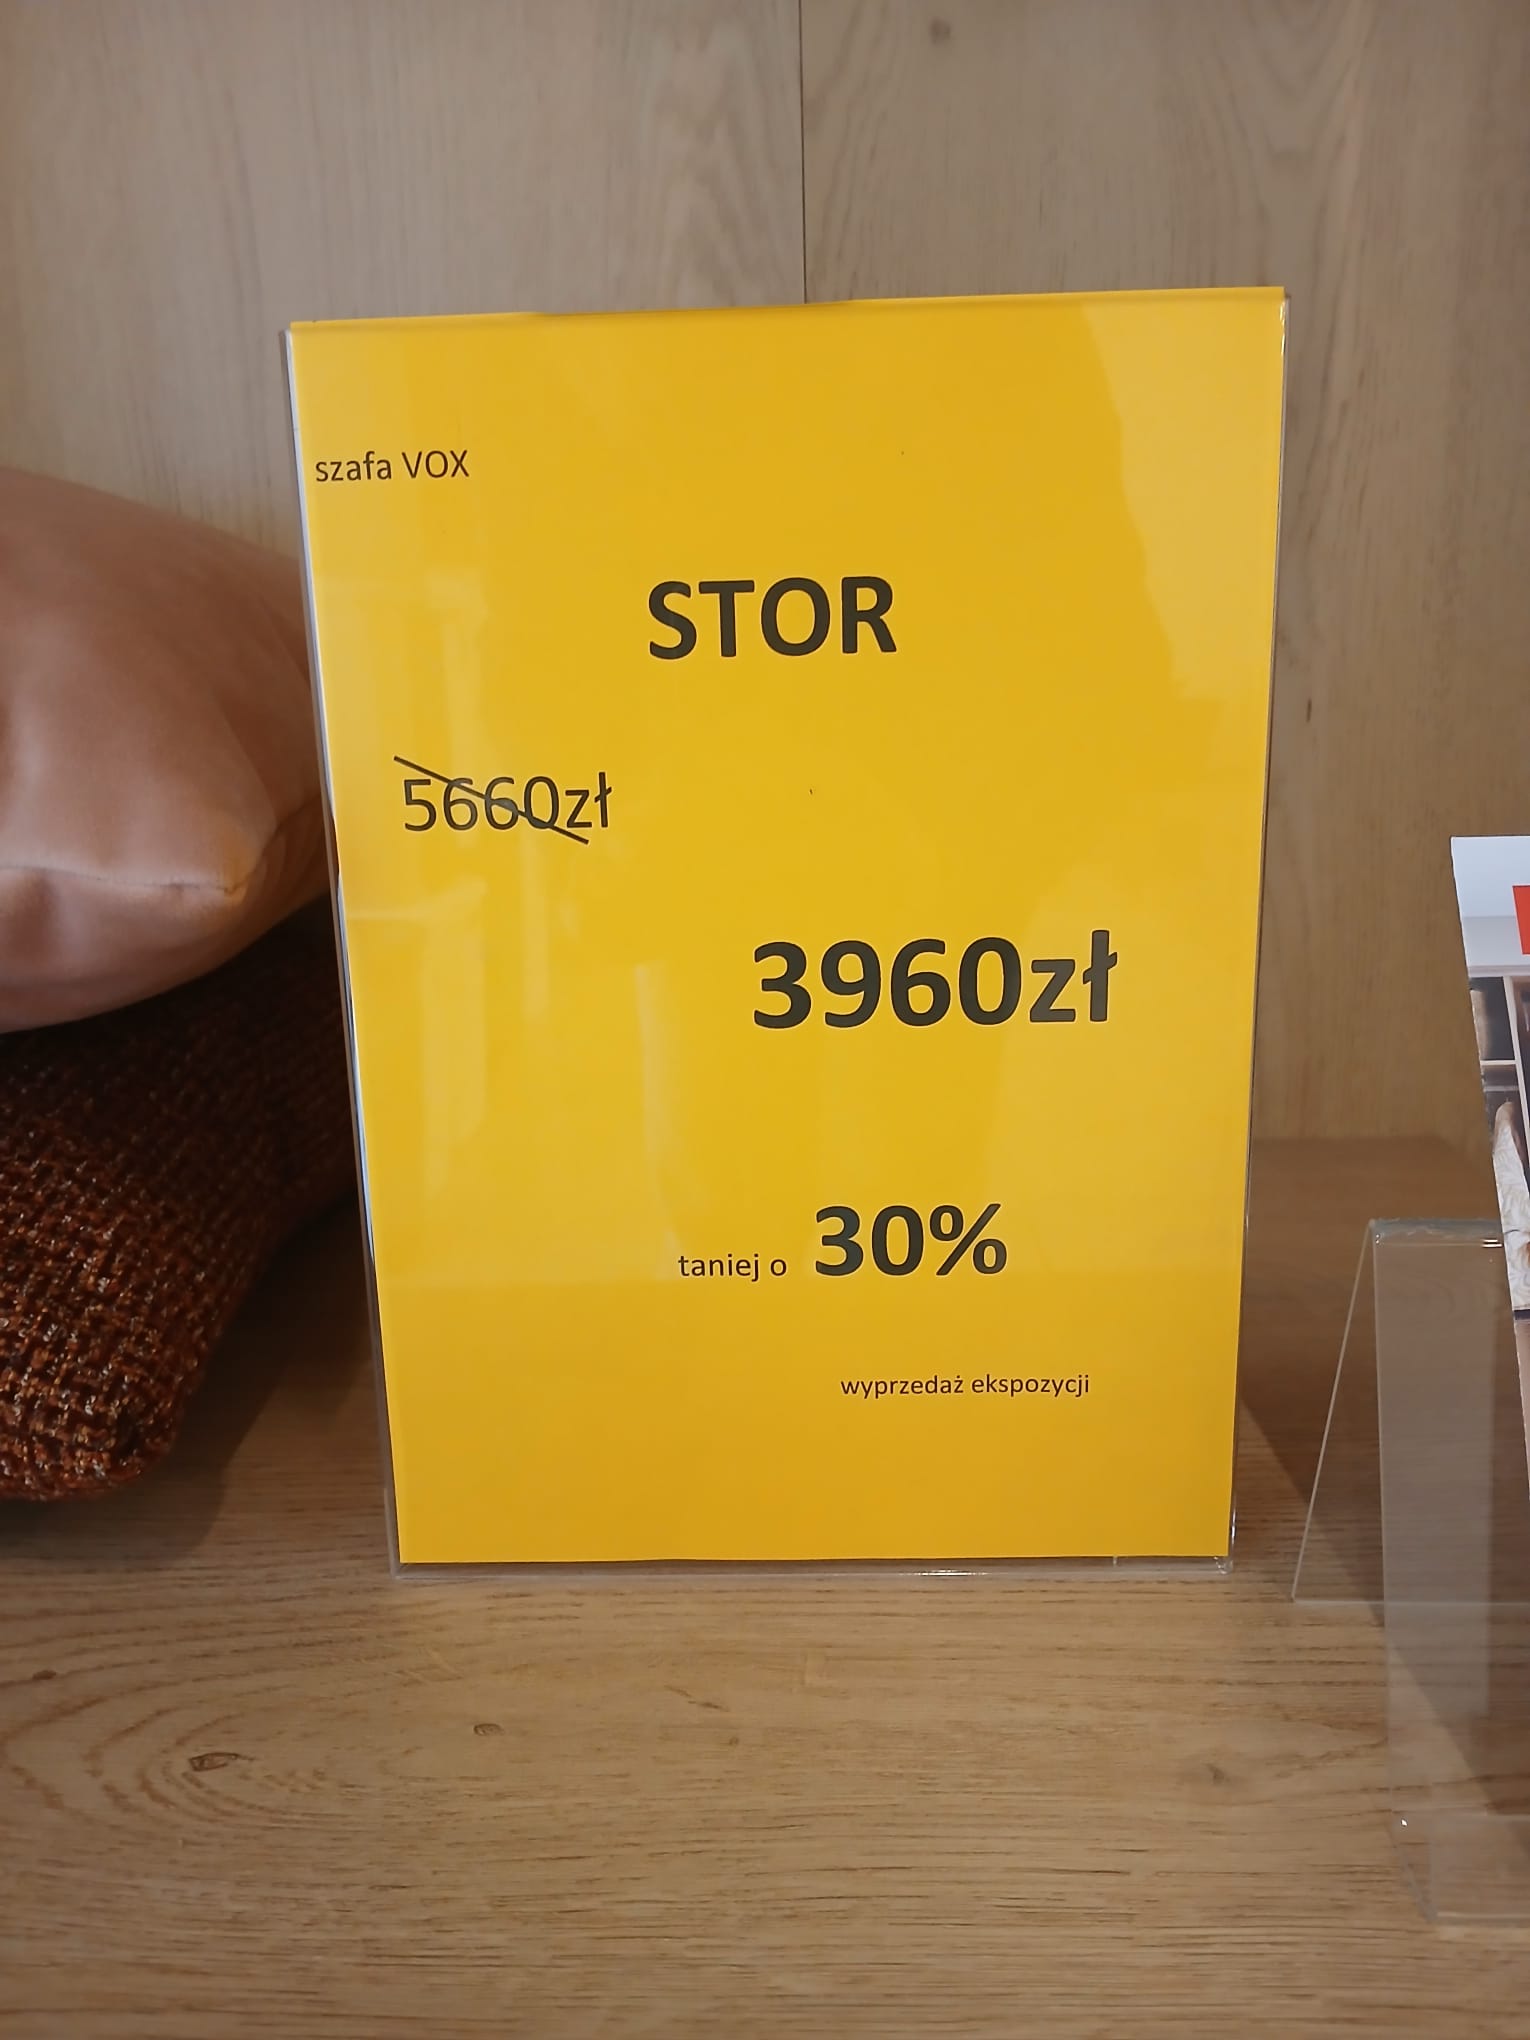 szafa VOX
STOR
5660zł
3960zł
taniej o 30%
wyprzedaż ekspozycji